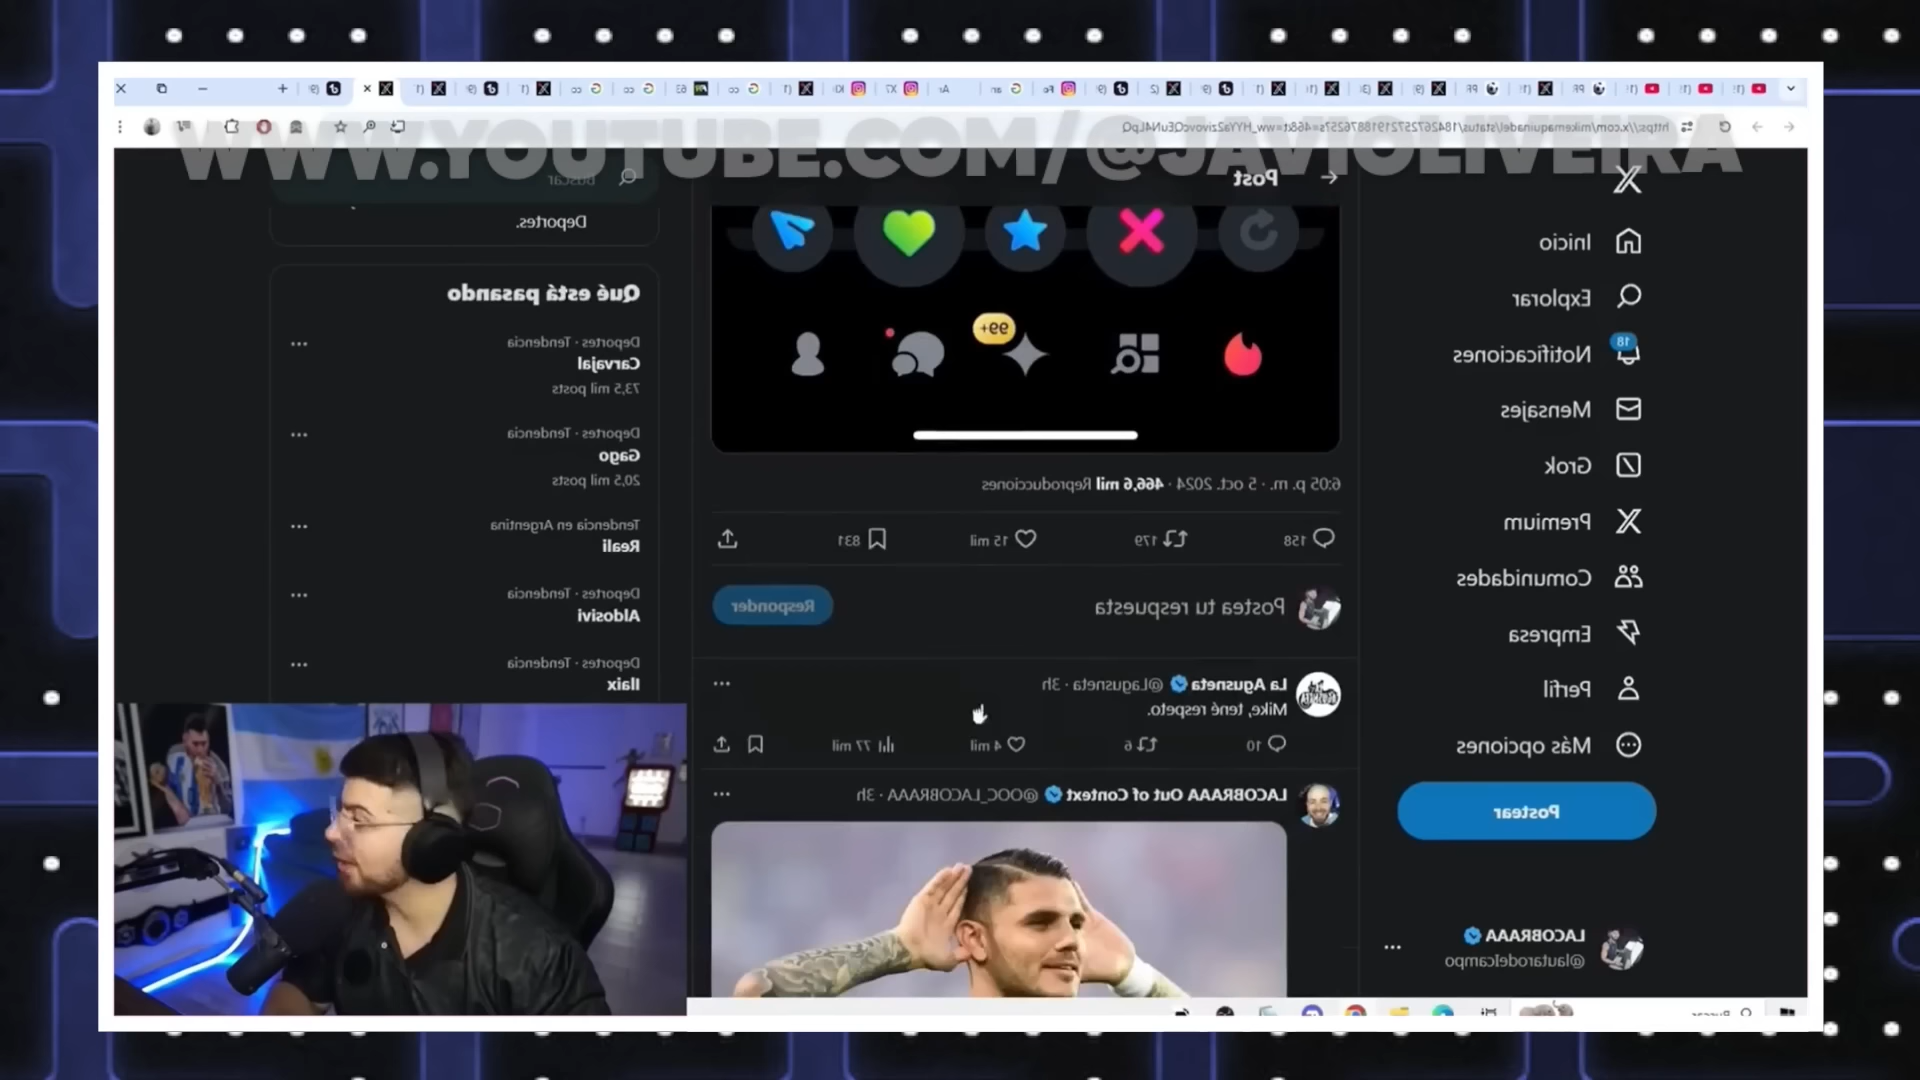 WWW.YOUTUBE.COM/@JAVIOLIVEIRA
Post
Inicio
Explorar
18
Notificaciones
Mensajes
Grok
Premium
Comunidades
Empresa
Perfil
Más opciones
Postear
LACOBRAAA
@lautarodelcampo
99+
6:05 p. m. · 5 oct. 2024 · 466,6 mil Reproducciones
158
179
15 mil
831
Postea tu respuesta
Responder
La Agusneta @Lagusneta · 3h
Mike, tené respeto.
10
6
4 mil
77 mil
LACOBRAAA Out of Context @OOC_LACOBRAAA · 3h
Buscar
Deportes.
Qué está pasando
Deportes · Tendencia
Carvajal
73,5 mil posts
Deportes · Tendencia
Gago
20,5 mil posts
Tendencia en Argentina
Reali
Deportes · Tendencia
Aldosivi
Deportes · Tendencia
Ilaix